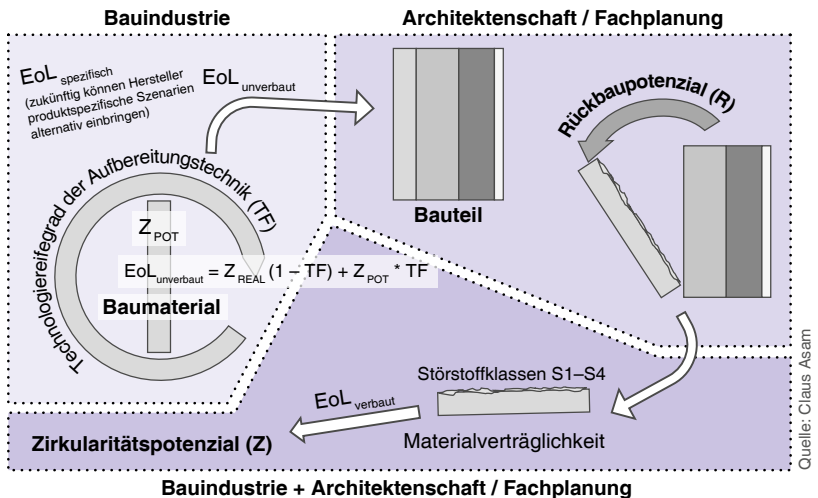 Bauindustrie
Architektenschaft / Fachplanung
EoL spezifisch
(zukünftig können Hersteller
produktspezifische Szenarien
alternativ einbringen)
EoL unverbaut
Technologiereifegrad der Aufbereitungstechnik (TF)
Z POT
EoL unverbaut = Z REAL (1 – TF) + Z POT * TF
Baumaterial
Bauteil
Rückbaupotenzial (R)
Störstoffklassen S1–S4
EoL verbaut
Zirkularitätspotenzial (Z)
Materialverträglichkeit
Bauindustrie + Architektenschaft / Fachplanung
Quelle: Claus Asam